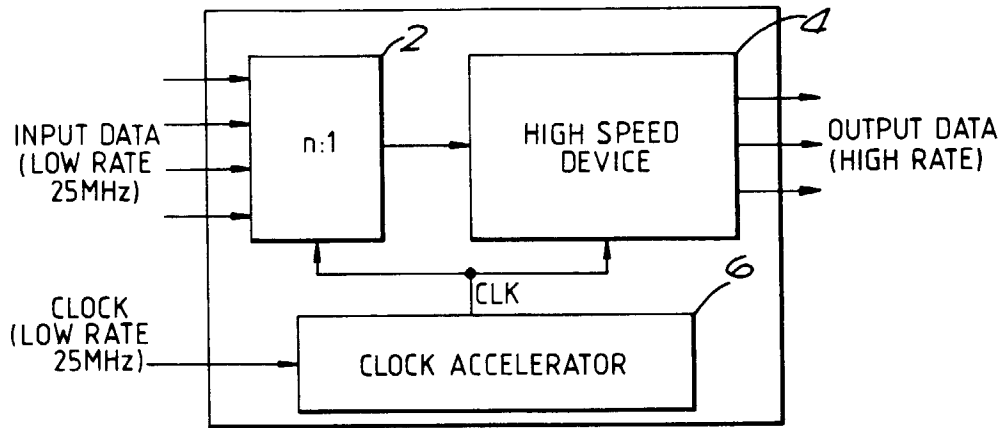 2
4
INPUT DATA
(LOW RATE
25MHz)
n:1
HIGH SPEED
DEVICE
OUTPUT DATA
(HIGH RATE)
CLK
6
CLOCK
(LOW RATE
25MHz)
CLOCK ACCELERATOR